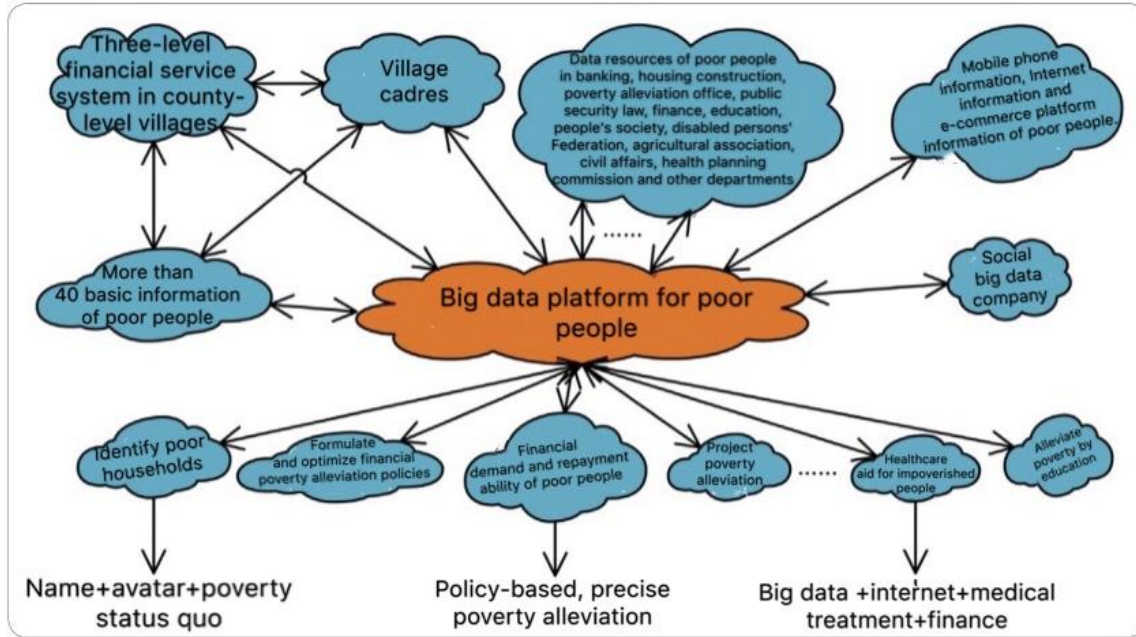 Three-level
financial service
system in county-
level villages
Village
cadres
Data resources of poor people
in banking, housing construction,
poverty alleviation office, public
security law, finance, education,
people's society, disabled persons'
Federation, agricultural association,
civil affairs, health planning
commission and other departments
Mobile phone
information, Internet
information and
e-commerce platform
information of poor people.
......
More than
40 basic information
of poor people
Big data platform for poor
people
Social
big data
company
Identify poor
households
Formulate
and optimize financial
poverty alleviation policies
Financial
demand and repayment
ability of poor people
Project
poverty
alleviation
......
Healthcare
aid for impoverished
people
Alleviate
poverty by
education
Name+avatar+poverty
status quo
Policy-based, precise
poverty alleviation
Big data +internet+medical
treatment+finance